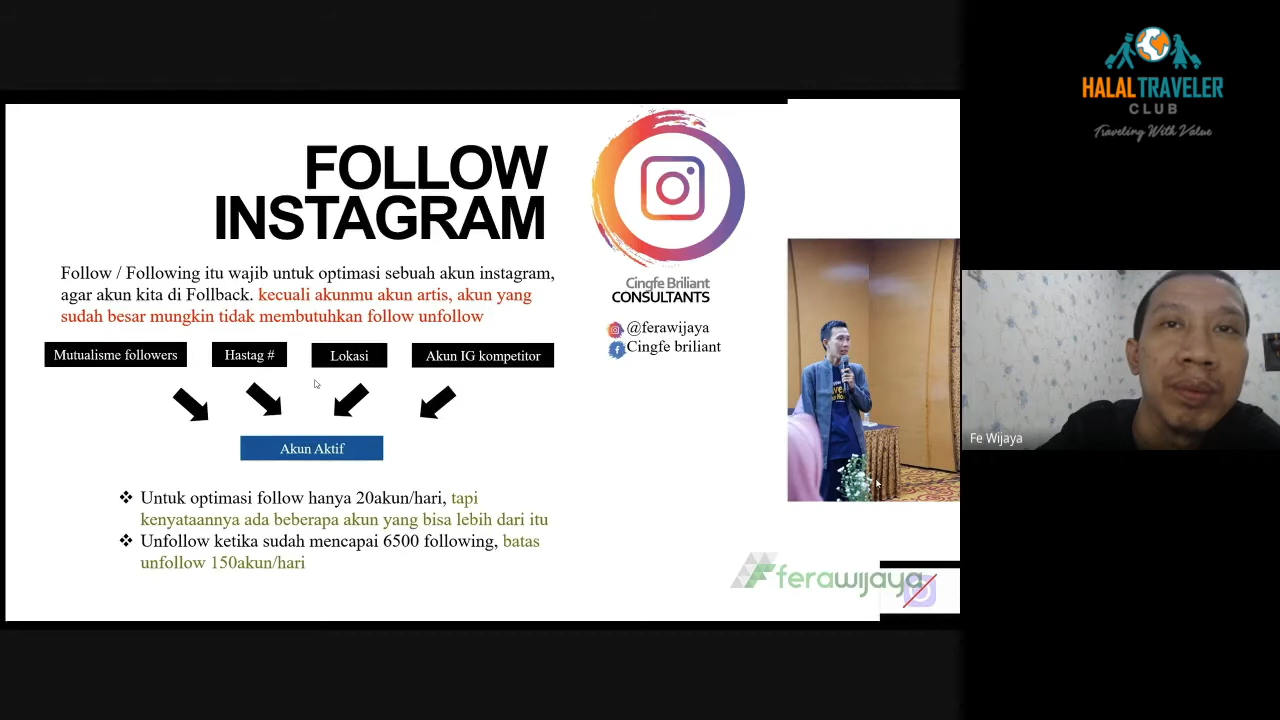 HALAL TRAVELER
CLUB
Traveling With Value
FOLLOW
INSTAGRAM
Follow / Following itu wajib untuk optimasi sebuah akun instagram,
agar akun kita di Follback. kecuali akunmu akun artis, akun yang
sudah besar mungkin tidak membutuhkan follow unfollow
Cingfe Briliant
CONSULTANTS
@ferawijaya
Cingfe briliant
Mutualisme followers
Hastag #
Lokasi
Akun IG kompetitor
Akun Aktif
❖ Untuk optimasi follow hanya 20akun/hari, tapi
kenyataannya ada beberapa akun yang bisa lebih dari itu
❖ Unfollow ketika sudah mencapai 6500 following, batas
unfollow 150akun/hari
ferawijaya
Fe Wijaya